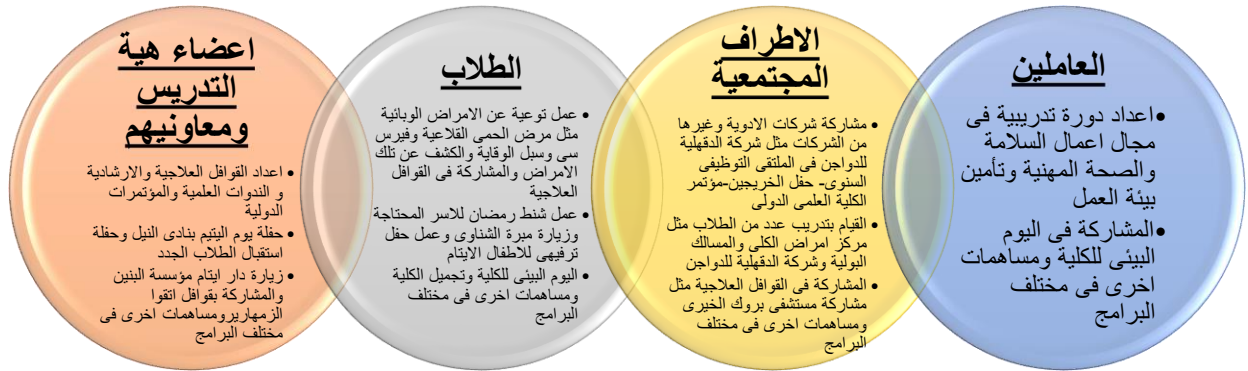 العاملين
•اعداد دورة تدريبية فى
مجال اعمال السلامة
والصحة المهنية وتأمين
بيئة العمل
•المشاركة فى اليوم
البيئى للكلية ومساهمات
اخرى فى مختلف
البرامج
الاطراف
المجتمعية
• مشاركة شركات الادوية وغيرها
من الشركات مثل شركة الدقهلية
للدواجن فى الملتقى التوظيفى
السنوى- حفل الخريجين-مؤتمر
الكلية العلمى الدولى
• القيام بتدريب عدد من الطلاب مثل
مركز امراض الكلى والمسالك
البولية وشركة الدقهلية للدواجن
• المشاركة فى القوافل العلاجية مثل
مشاركة مستشفى بروك الخيرى
ومساهمات اخرى فى مختلف
البرامج
الطلاب
• عمل توعية عن الامراض الوبائية
مثل مرض الحمى القلاعية وفيرس
سى وسبل الوقاية والكشف عن تلك
الامراض والمشاركة فى القوافل
العلاجية
• عمل شنط رمضان للاسر المحتاجة
وزيارة مبرة الشناوى وعمل حفل
ترفيهى للاطفال الايتام
• اليوم البيئى للكلية وتجميل الكلية
ومساهمات اخرى فى مختلف
البرامج
اعضاء هية
التدريس
ومعاونيهم
• اعداد القوافل العلاجية والارشادية
و الندوات العلمية والمؤتمرات
الدولية
• حفلة يوم اليتيم بنادى النيل وحفلة
استقبال الطلاب الجدد
• زيارة دار ايتام مؤسسة البنين
والمشاركة بقوافل اتقوا
الزمهاريرومساهمات اخرى فى
مختلف البرامج